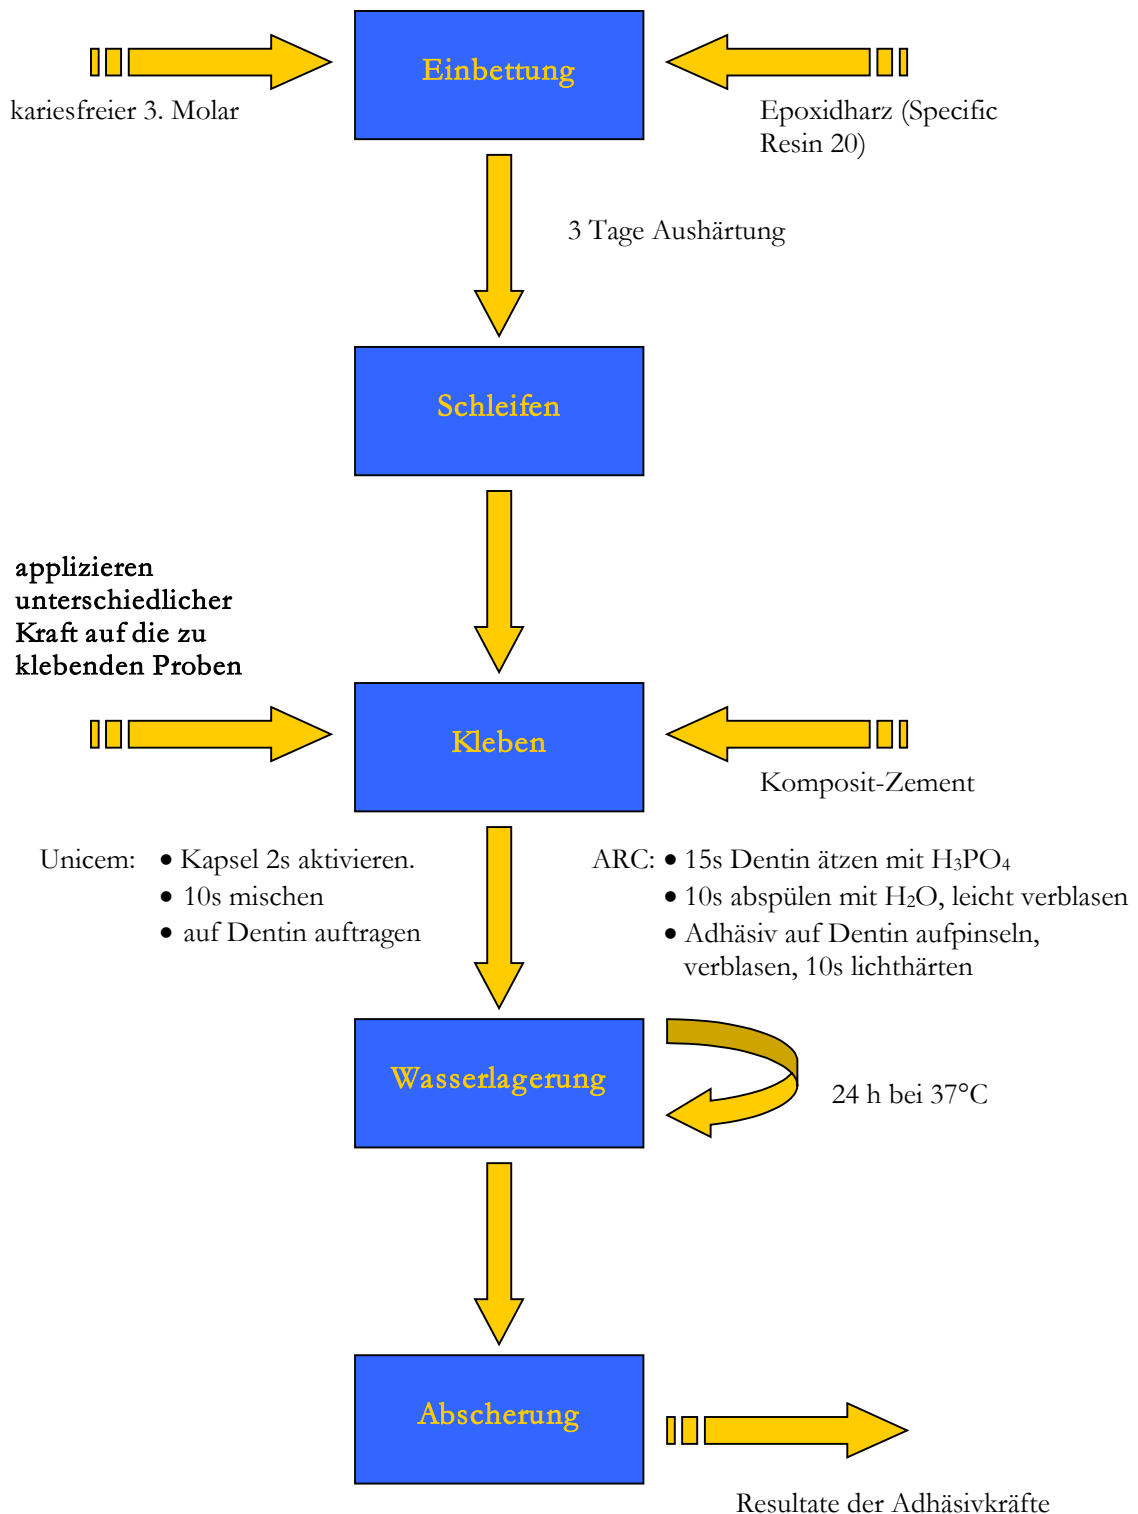 Einbettung
kariesfreier 3. Molar
Epoxidharz (Specific
Resin 20)
3 Tage Aushärtung
Schleifen
applizieren
unterschiedlicher
Kraft auf die zu
klebenden Proben
Kleben
Komposit-Zement
Unicem: • Kapsel 2s aktivieren.
• 10s mischen
• auf Dentin auftragen
ARC: • 15s Dentin ätzen mit H₃PO₄
• 10s abspülen mit H₂O, leicht verblasen
• Adhäsiv auf Dentin aufpinseln,
verblasen, 10s lichthärten
Wasserlagerung
24 h bei 37°C
Abscherung
Resultate der Adhäsivkräfte